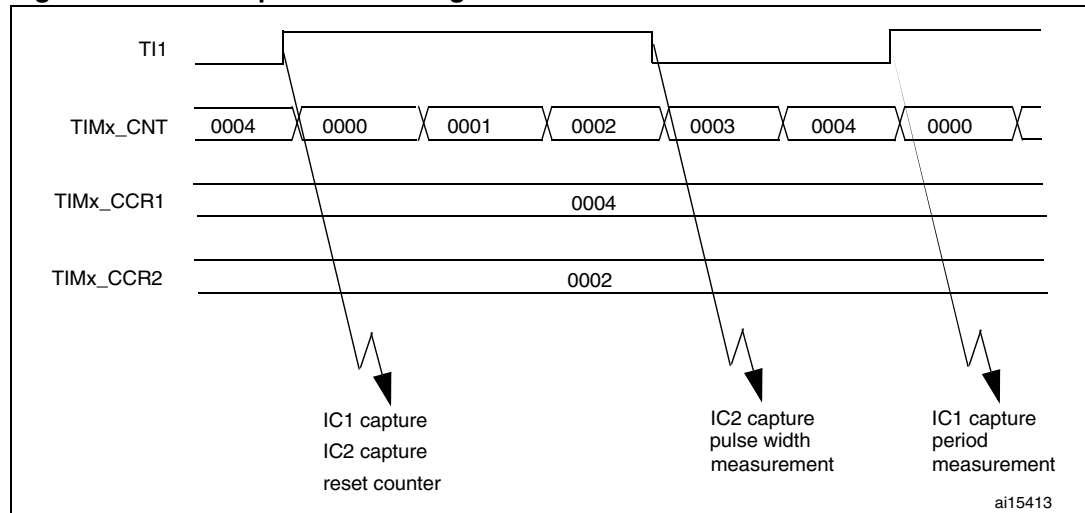 TI1
TIMx_CNT 0004 0000 0001 0002 0003 0004 0000
TIMx_CCR1 0004
TIMx_CCR2 0002
IC1 capture
IC2 capture
reset counter
IC2 capture
pulse width
measurement
IC1 capture
period
measurement
ai15413